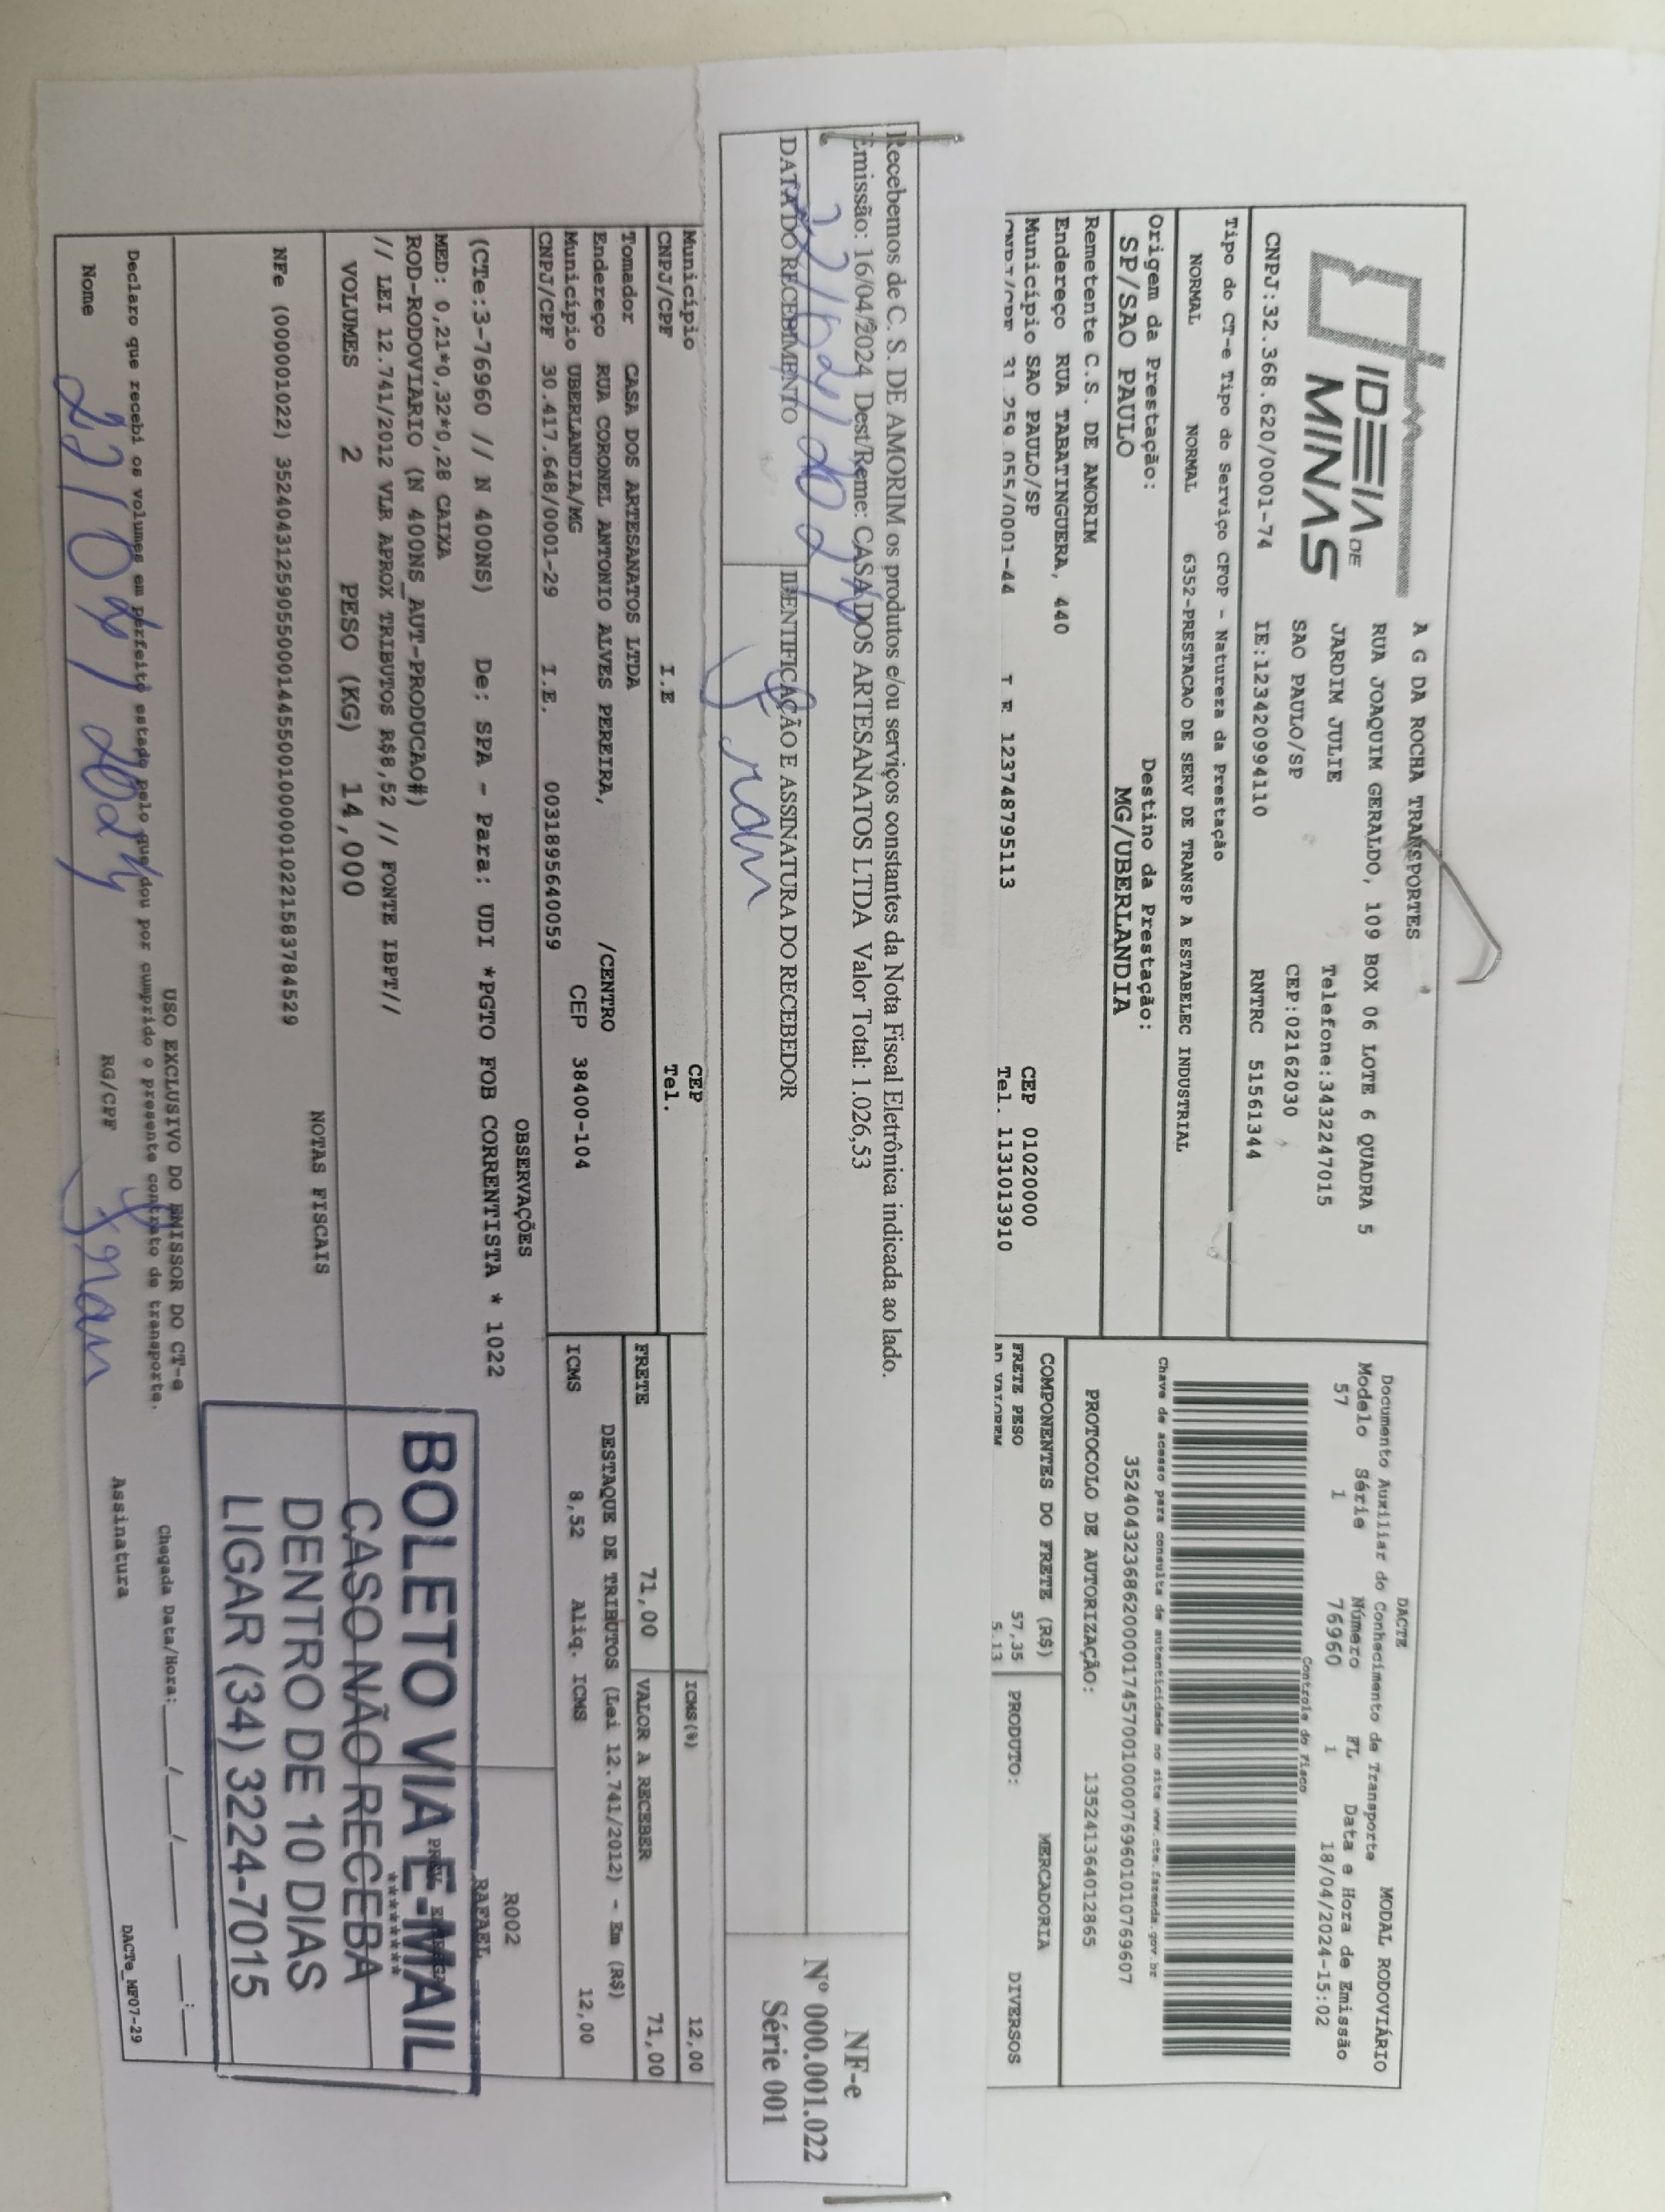 IDEIA DE
MINAS
A G DA ROCHA TRANSPORTES
RUA JOAQUIM GERALDO, 109 BOX 06 LOTE 6 QUADRA 5
JARDIM JULIE Telefone:3432247015
SAO PAULO/SP CEP:02162030
CNPJ:32.368.620/0001-74 IE:123420994110 RNTRC 51561344
DACTE MODAL RODOVIÁRIO
Documento Auxiliar do Conhecimento de Transporte
Modelo Série Número FL Data e Hora de Emissão
57 1 76960 1 18/04/2024-15:02
Controle do Fisco
Chave de acesso para consulta de autenticidade no site www.cte.fazenda.gov.br
35240432368620000174570010000769601010769607
PROTOCOLO DE AUTORIZAÇÃO: 135241364012865
Tipo do CT-e Tipo do Serviço CFOP - Natureza da Prestação
NORMAL NORMAL 6352-PRESTACAO DE SERV DE TRANSP A ESTABELEC INDUSTRIAL
Origem da Prestação: Destino da Prestação:
SP/SAO PAULO MG/UBERLANDIA
Remetente C.S. DE AMORIM
Endereço RUA TABATINGUERA, 440
Município SAO PAULO/SP CEP 01020000
CNPJ/CPF 31.259.055/0001-44 I.E 123748795113 Tel. 1131013910
COMPONENTES DO FRETE (R$) MERCADORIA
FRETE PESO 57,35 PRODUTO: DIVERSOS
AD VALOREM 5,13
Recebemos de C. S. DE AMORIM os produtos e/ou serviços constantes da Nota Fiscal Eletrônica indicada ao lado.
Emissão: 16/04/2024 Dest/Reme: CASA DOS ARTESANATOS LTDA Valor Total: 1.026,53
DATA DO RECEBIMENTO IDENTIFICAÇÃO E ASSINATURA DO RECEBEDOR
NF-e
Nº 000.001.022
Série 001
Município CEP
CNPJ/CPF I.E Tel.
ICMS(%) 12,00
Tomador CASA DOS ARTESANATOS LTDA
Endereço RUA CORONEL ANTONIO ALVES PEREIRA, /CENTRO
Município UBERLANDIA/MG CEP 38400-104
CNPJ/CPF 30.417.648/0001-29 I.E. 0031895640059
FRETE 71,00 VALOR A RECEBER 71,00
DESTAQUE DE TRIBUTOS (Lei 12.741/2012) - Em (R$)
ICMS 8,52 Aliq. ICMS 12,00
OBSERVAÇÕES
(CTe:3-76960 // N 40ONS) De: SPA - Para: UDI *PGTO FOB CORRENTISTA * 1022
MED: 0,21*0,32*0,28 CAIXA
ROD-RODOVIARIO (N 40ONS_AUT-PRODUCAO#)
// LEI 12.741/2012 VLR APROX TRIBUTOS R$8,52 // FONTE IBPT//
R002
RAFAEL
*******
VOLUMES 2 PESO (KG) 14,000
NOTAS FISCAIS
NFe (000001022) 35240431259055000144550010000010221583784529
BOLETO VIA E-MAIL
CASO NÃO RECEBA
DENTRO DE 10 DIAS
LIGAR (34) 3224-7015
USO EXCLUSIVO DO EMISSOR DO CT-e
Declaro que recebi os volumes em perfeito estado pelo que dou por cumprido o presente contrato de transporte.
Chegada Data/Hora:___/___/_____ __:__
Nome RG/CPF Assinatura
DACTe_MF07-29